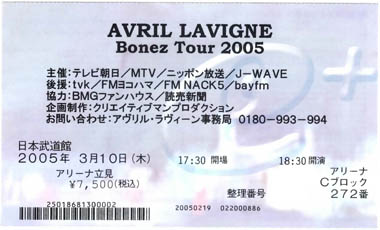 AVRIL LAVIGNE
Bonez Tour 2005
主催：テレビ朝日／MTV／ニッポン放送／J-WAVE
後援：tvk／FMヨコハマ／FM NACK5／bayfm
協力：BMGファンハウス／読売新聞
企画制作：クリエイティブマンプロダクション
お問い合わせ：アヴリル・ラヴィーン事務局 0180-993-994
日本武道館
2005年 3月10日(木) 17:30 開場 18:30 開演
アリーナ立見 アリーナ
¥7,500(税込) Cブロック
整理番号 272番
25018681300002 20050219 022000886